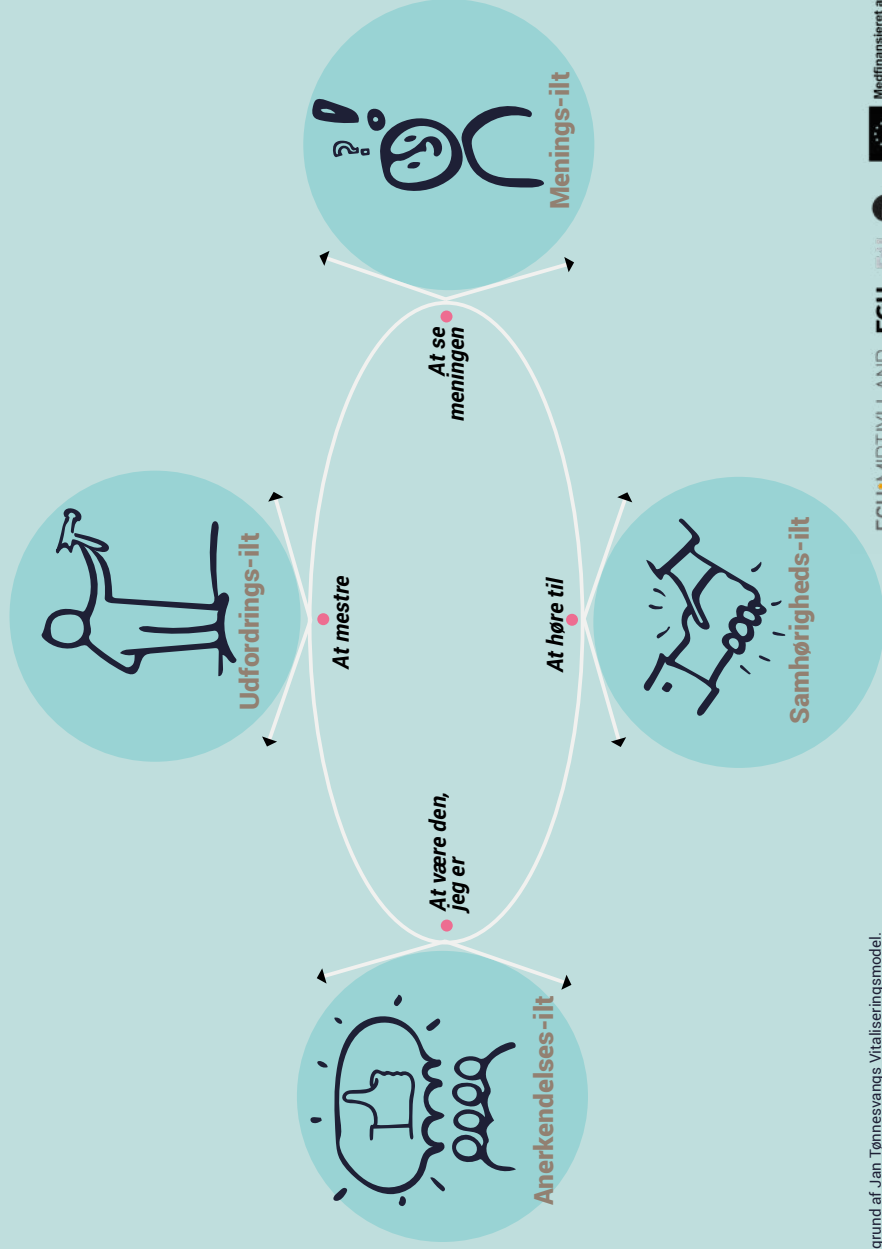 Udfordrings-ilt
At mestre
At være den,
jeg er
At se
meningen
At høre til
Anerkendelses-ilt
Menings-ilt
Samhørigheds-ilt
grund af Jan Tønnesvangs Vitaliseringsmodel.
Medfinansieret